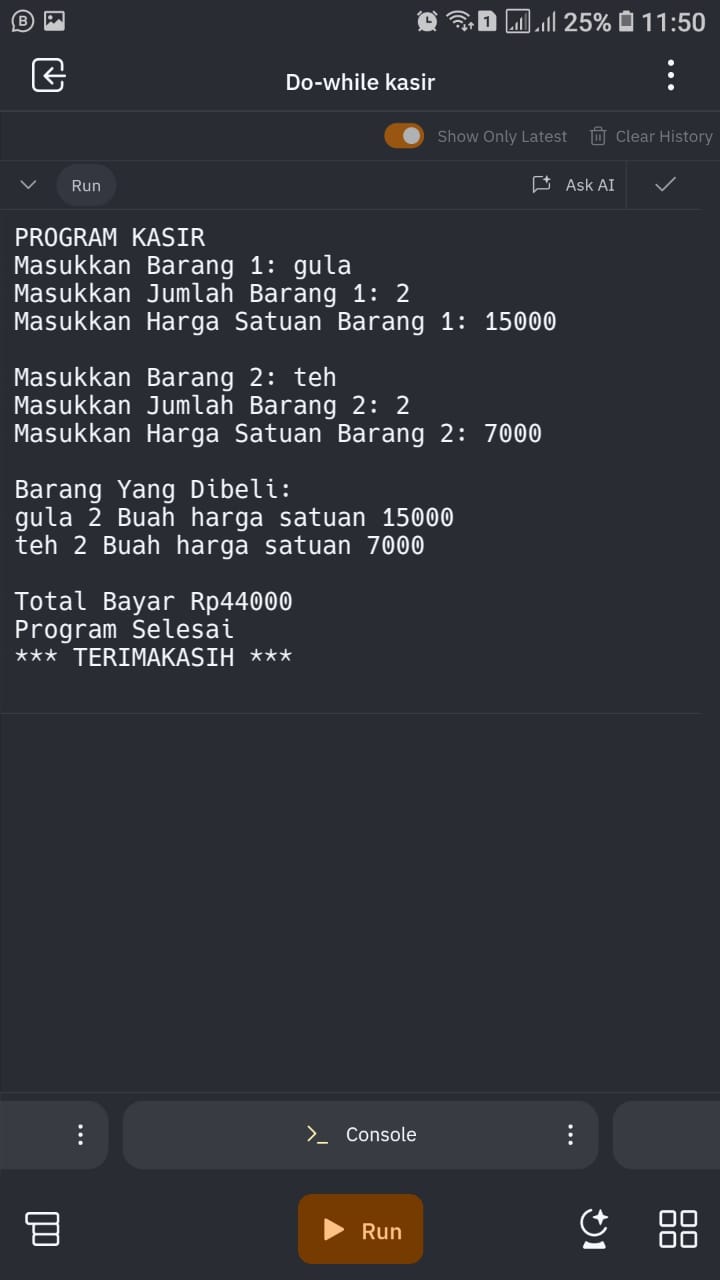 25% 11:50
Do-while kasir
Show Only Latest Clear History
Run Ask AI
PROGRAM KASIR
Masukkan Barang 1: gula
Masukkan Jumlah Barang 1: 2
Masukkan Harga Satuan Barang 1: 15000
Masukkan Barang 2: teh
Masukkan Jumlah Barang 2: 2
Masukkan Harga Satuan Barang 2: 7000
Barang Yang Dibeli:
gula 2 Buah harga satuan 15000
teh 2 Buah harga satuan 7000
Total Bayar Rp44000
Program Selesai
*** TERIMAKASIH ***
>_ Console
Run